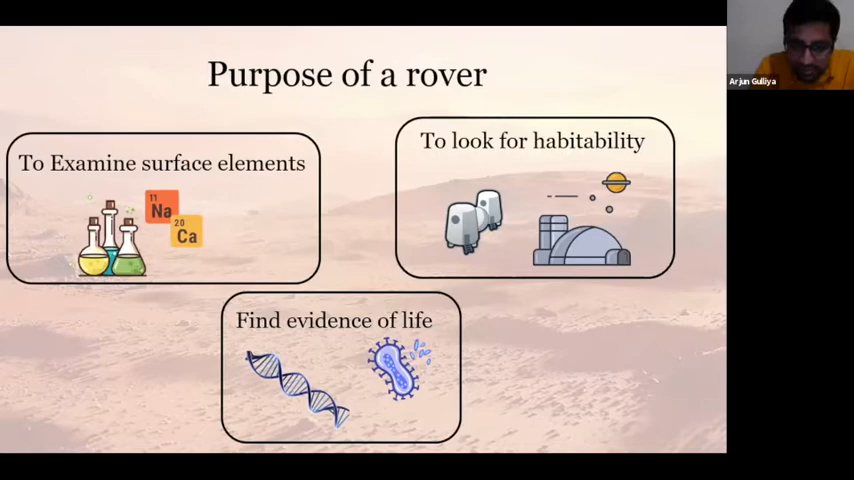 Purpose of a rover
To Examine surface elements
11
Na
20
Ca
To look for habitability
Find evidence of life
Arjun Gulliya